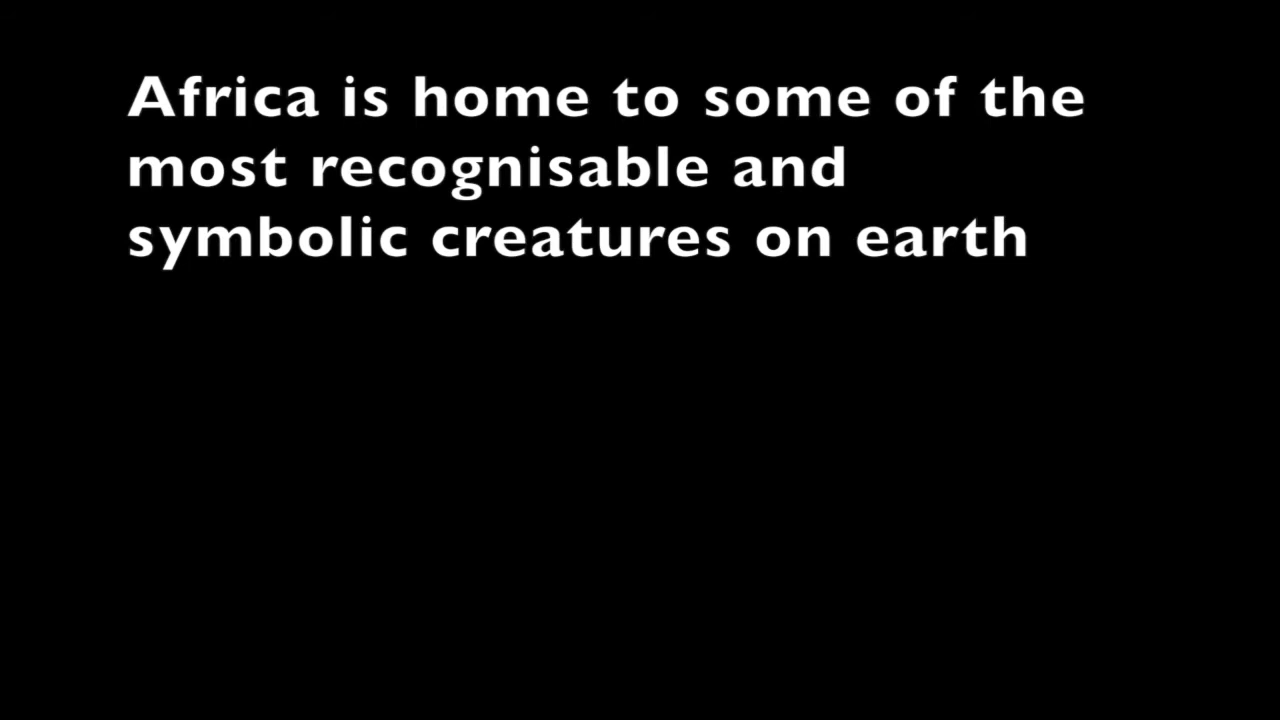 Africa is home to some of the
most recognisable and
symbolic creatures on earth